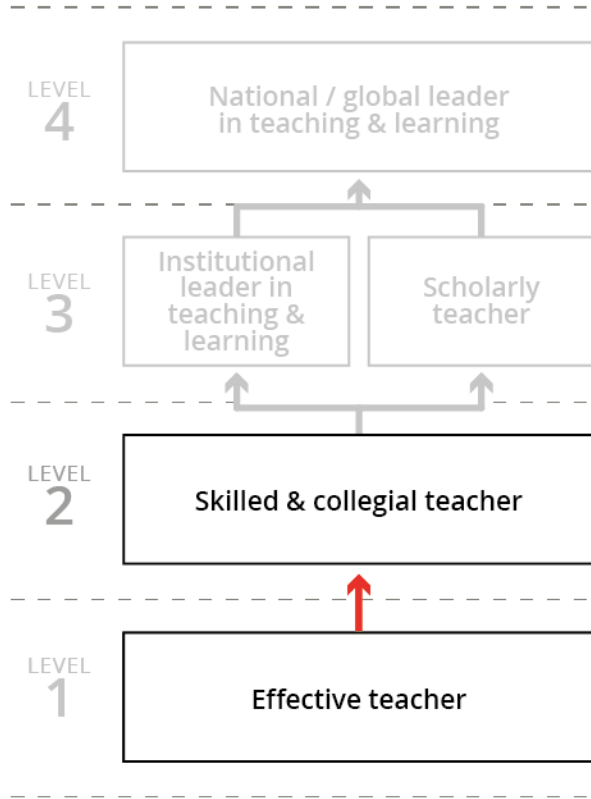 LEVEL
4
National / global leader
in teaching & learning
LEVEL
3
Institutional
leader in
teaching &
learning
Scholarly
teacher
LEVEL
2
Skilled & collegial teacher
LEVEL
1
Effective teacher